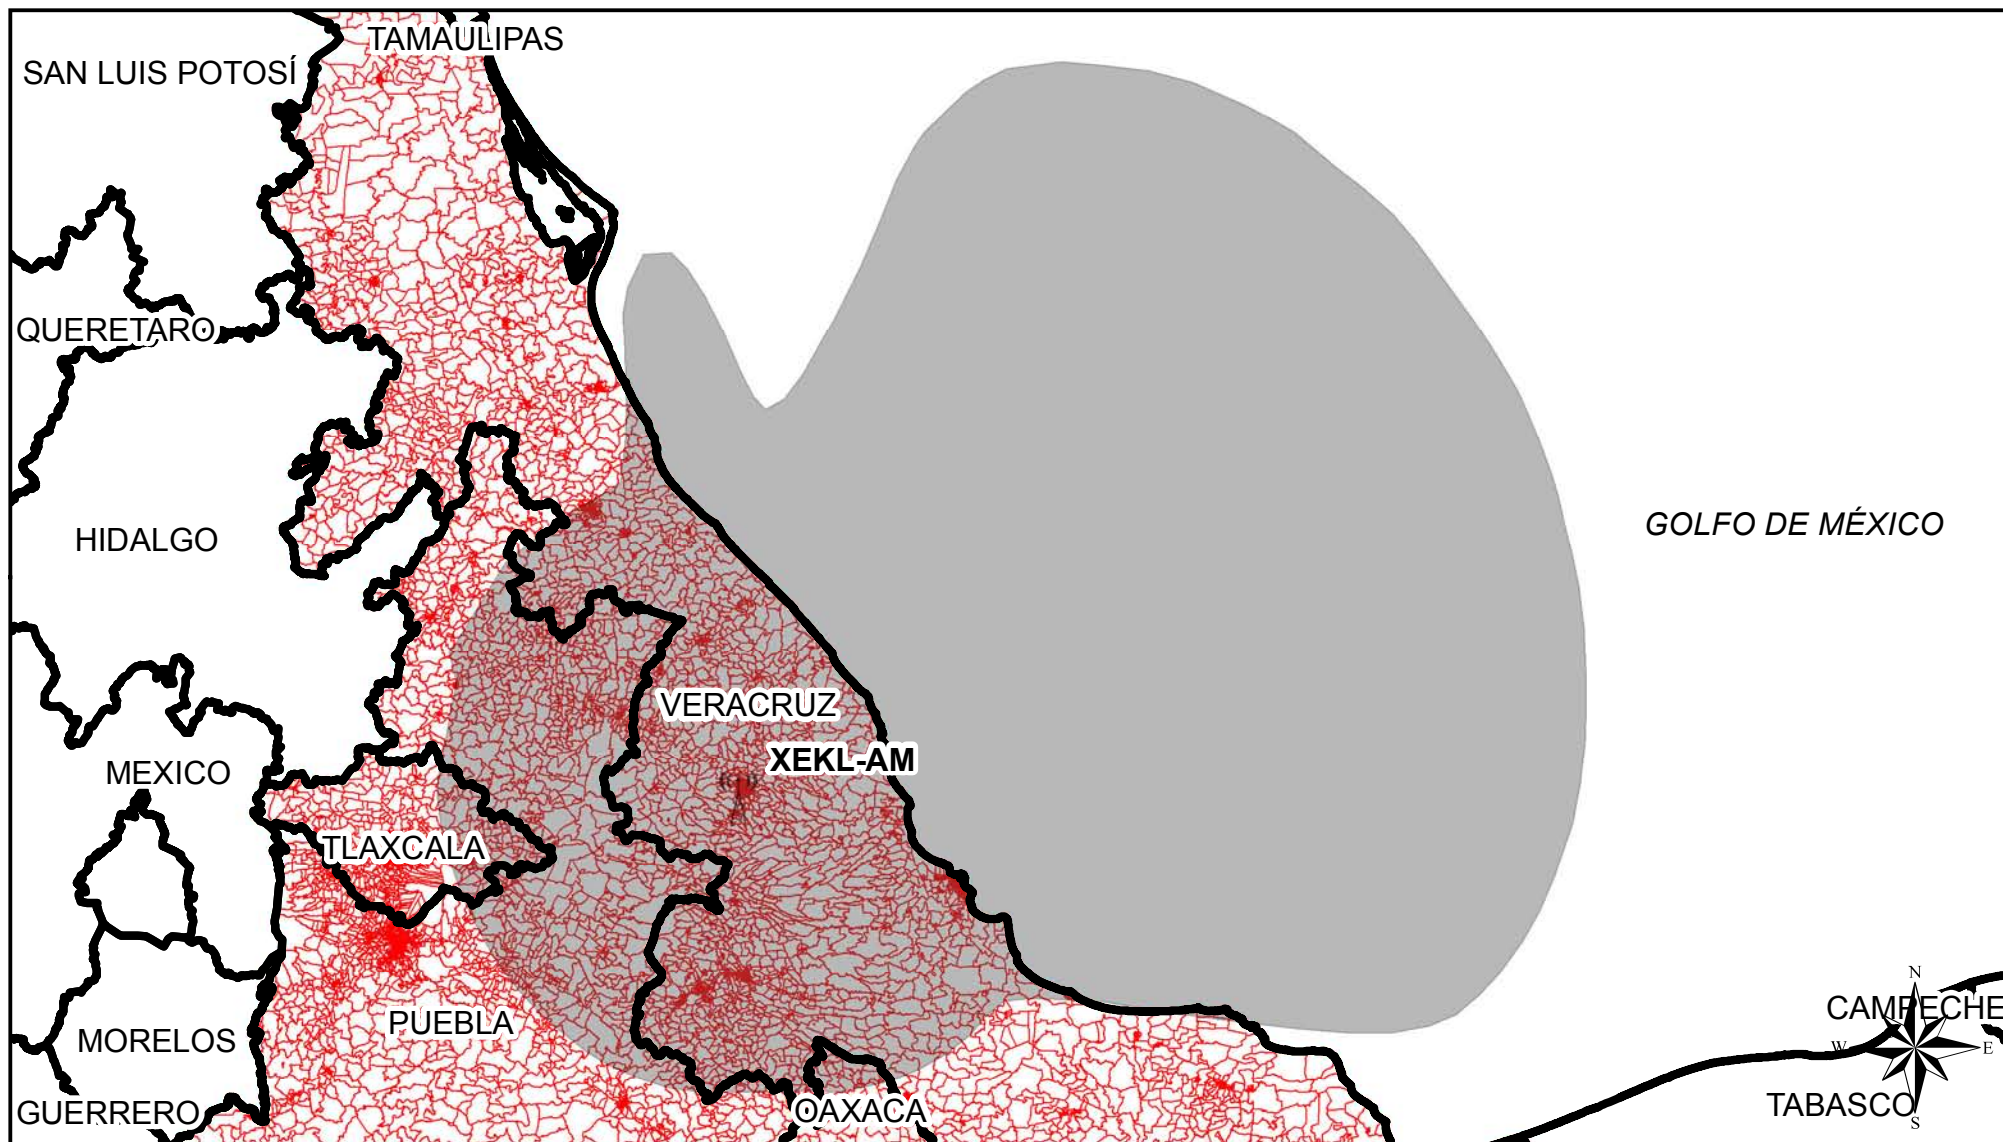 TAMAULIPAS
SAN LUIS POTOSÍ
QUERETARO
GOLFO DE MÉXICO
HIDALGO
VERACRUZ
XEKL-AM
MEXICO
TLAXCALA
N
CAMPECHE
PUEBLA
MORELOS
W
E
TABASCO
GUERRERO
OAXACA
S